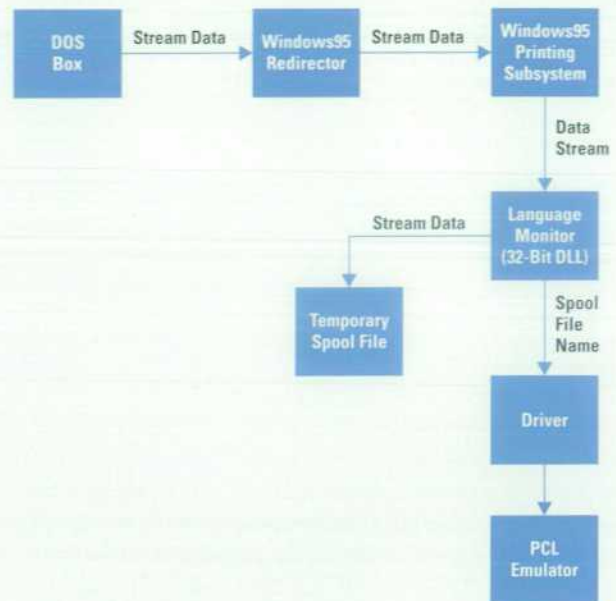 DOS
Box
Stream Data
Windows95
Redirector
Stream Data
Windows95
Printing
Subsystem
Data
Stream
Language
Monitor
(32-Bit DLL)
Stream Data
Temporary
Spool File
Spool
File
Name
Driver
PCL
Emulator